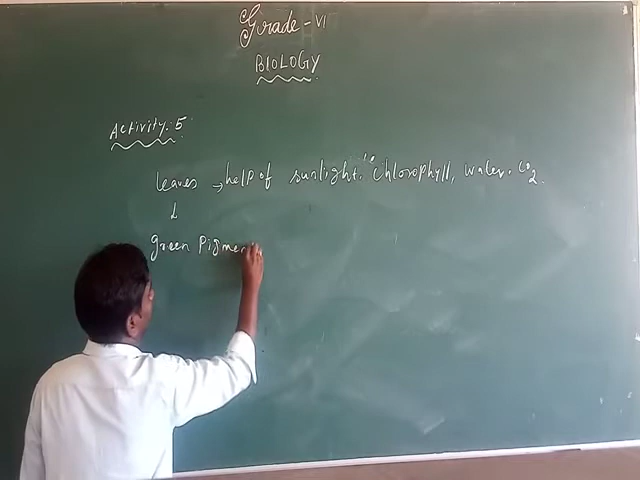 Grade - VI
BIOLOGY
Activity: 5
leaves → help of sunlight. Chlorophyll, water. CO2
↓
green Pigmen